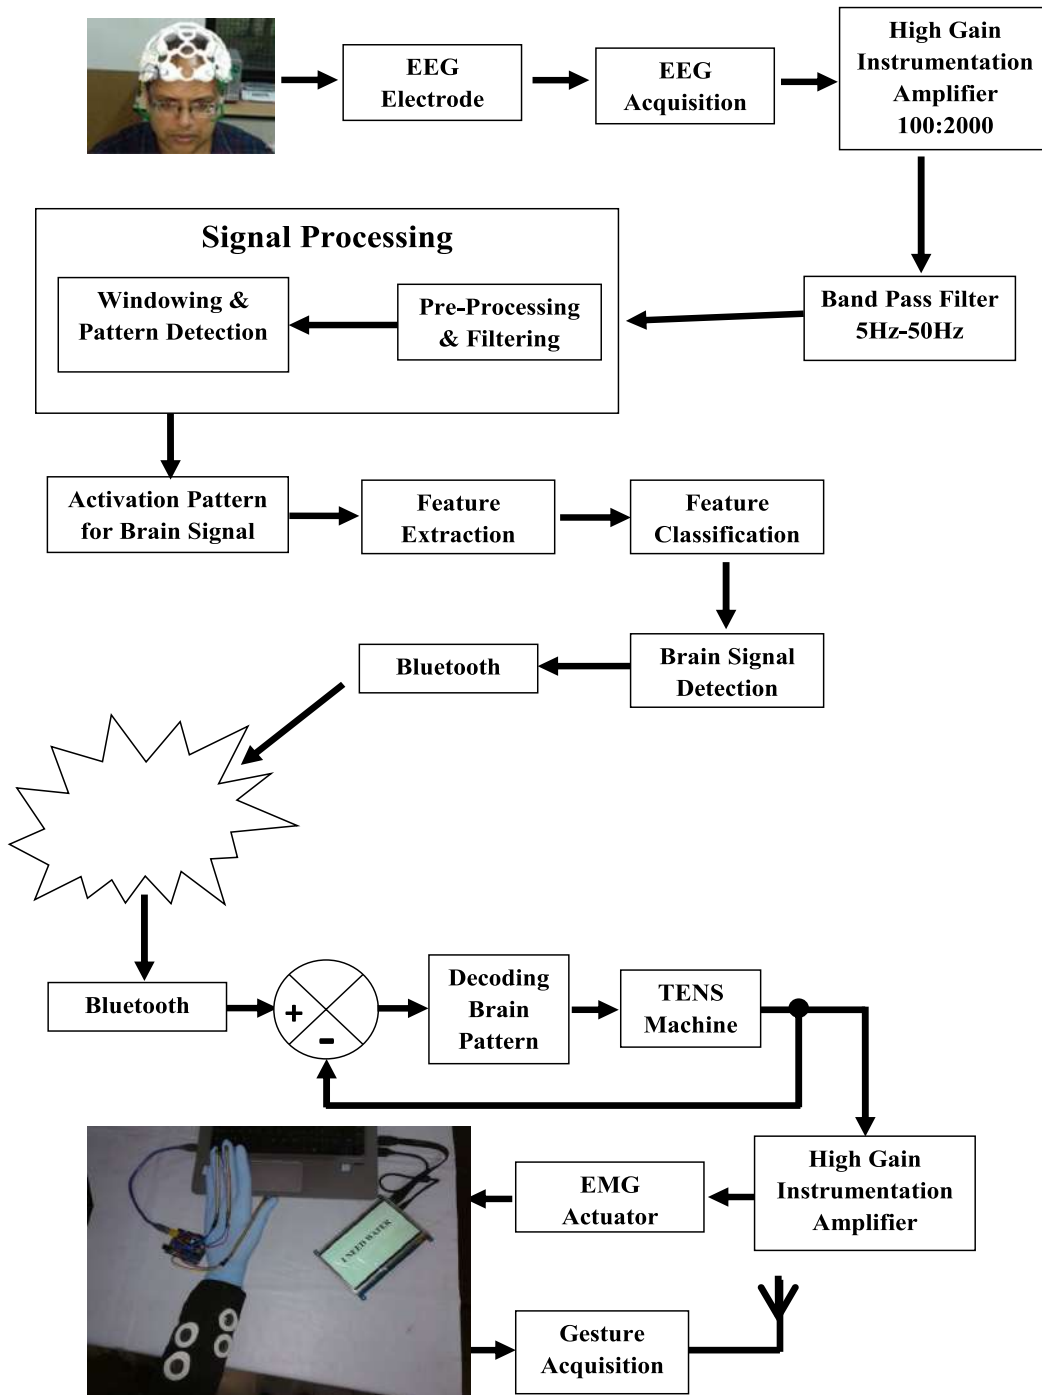 EEG
Electrode
EEG
Acquisition
High Gain
Instrumentation
Amplifier
100:2000
Signal Processing
Windowing &
Pattern Detection
Pre-Processing
& Filtering
Band Pass Filter
5Hz-50Hz
Activation Pattern
for Brain Signal
Feature
Extraction
Feature
Classification
Bluetooth
Brain Signal
Detection
Bluetooth
+
-
Decoding
Brain
Pattern
TENS
Machine
High Gain
Instrumentation
Amplifier
EMG
Actuator
I NEED WATER
Gesture
Acquisition